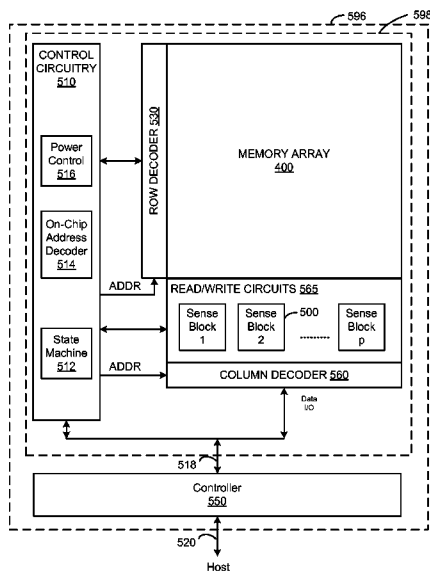 596
598
CONTROL
CIRCUITRY
510
Power
Control
516
On-Chip
Address
Decoder
514
State
Machine
512
ROW DECODER 530
MEMORY ARRAY
400
ADDR
READ/WRITE CIRCUITS 565
500
Sense
Block
1
Sense
Block
2
.........
Sense
Block
p
ADDR
COLUMN DECODER 560
Data
I/O
518
Controller
550
520
Host